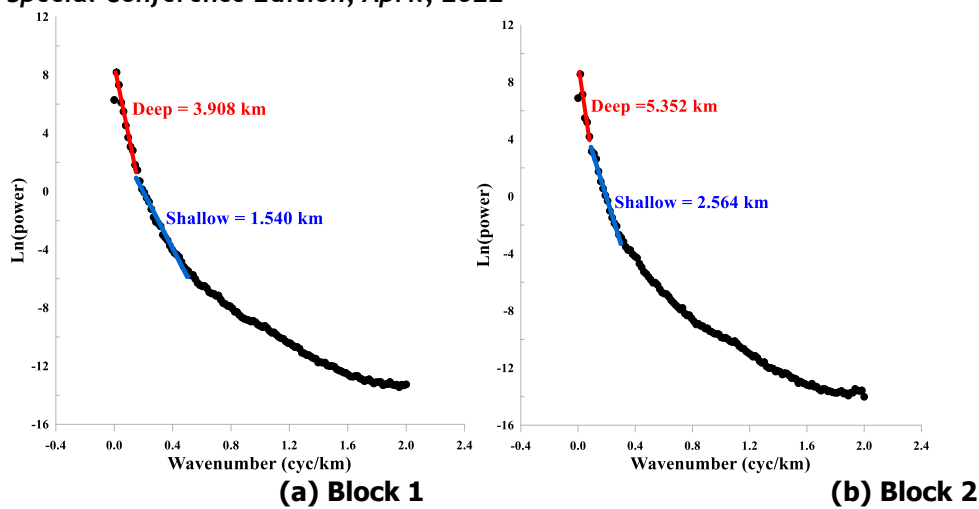 Special Conference Edition, April, 2022
12
8
4
0
-4
-8
-12
-16
Ln(power)
Deep = 3.908 km
Shallow = 1.540 km
-0.4 0.0 0.4 0.8 1.2 1.6 2.0 2.4
Wavenumber (cyc/km)
(a) Block 1
12
8
4
0
-4
-8
-12
-16
Ln(power)
Deep =5.352 km
Shallow = 2.564 km
-0.4 0.0 0.4 0.8 1.2 1.6 2.0 2.4
Wavenumber (cyc/km)
(b) Block 2